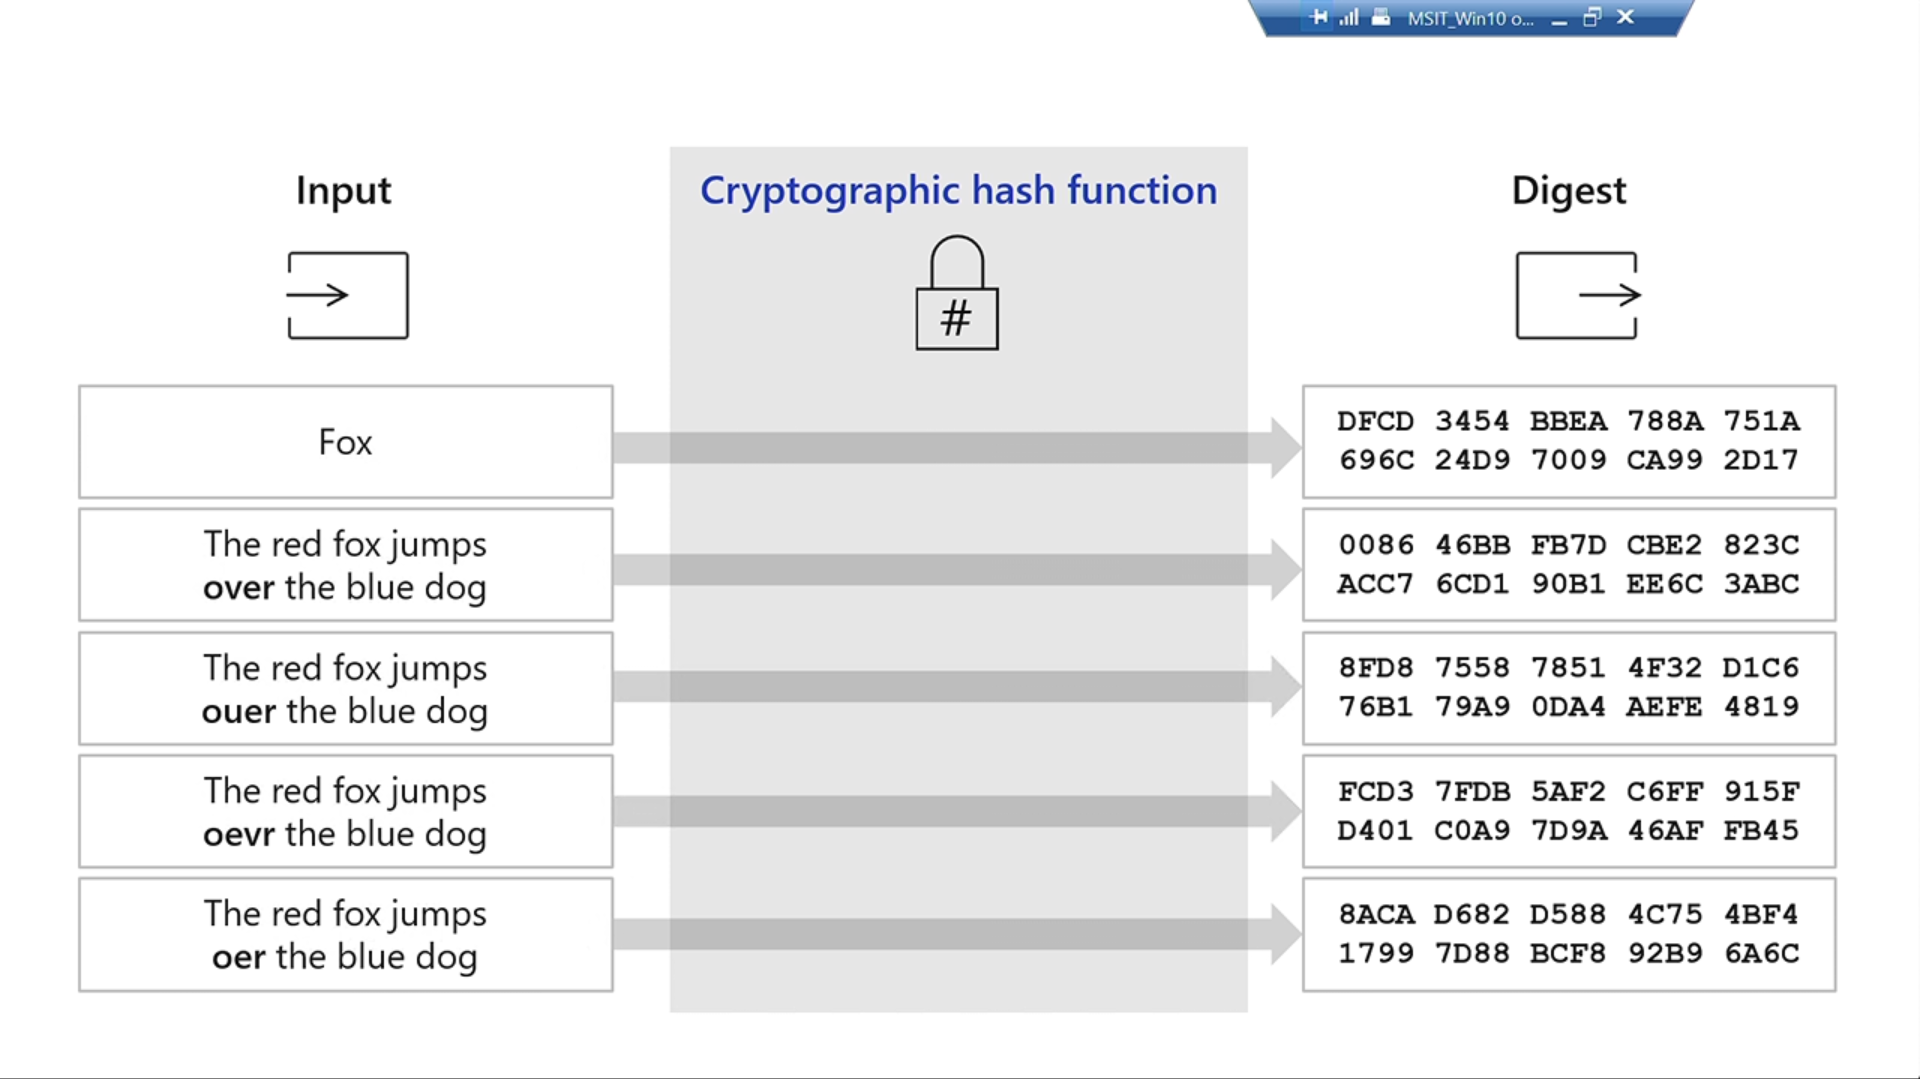 MSIT_Win10 o...
Input
Cryptographic hash function
#
Digest
Fox
DFCD 3454 BBEA 788A 751A
696C 24D9 7009 CA99 2D17
The red fox jumps
over the blue dog
0086 46BB FB7D CBE2 823C
ACC7 6CD1 90B1 EE6C 3ABC
The red fox jumps
ouer the blue dog
8FD8 7558 7851 4F32 D1C6
76B1 79A9 0DA4 AEFE 4819
The red fox jumps
oevr the blue dog
FCD3 7FDB 5AF2 C6FF 915F
D401 C0A9 7D9A 46AF FB45
The red fox jumps
oer the blue dog
8ACA D682 D588 4C75 4BF4
1799 7D88 BCF8 92B9 6A6C